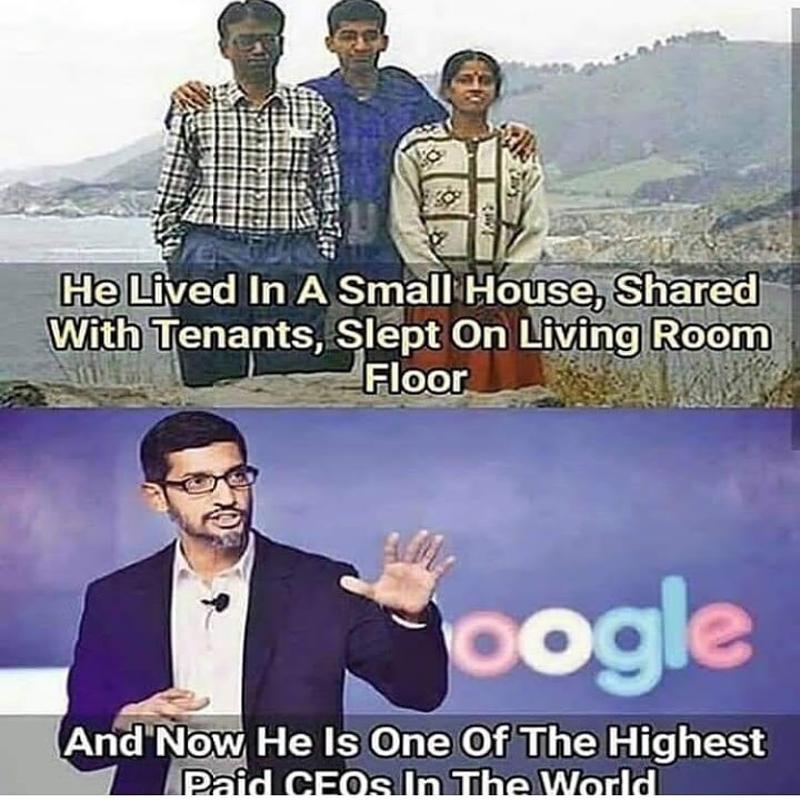 He Lived In A Small House, Shared
With Tenants, Slept On Living Room
Floor
oogle
And Now He Is One Of The Highest
Paid CEOs In The World